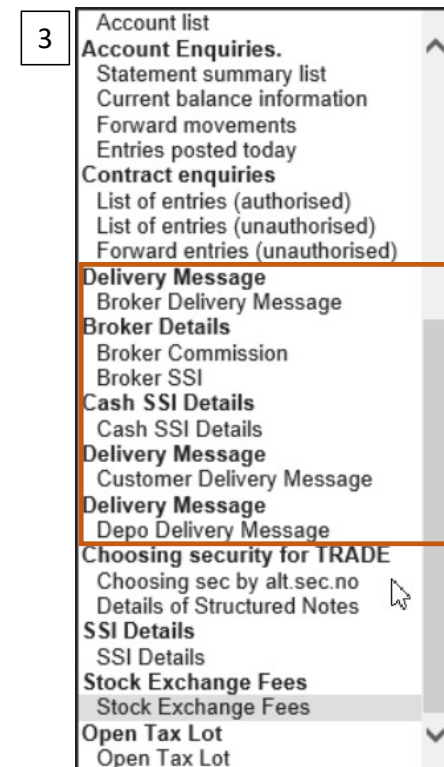 3
Account list
Account Enquiries.
Statement summary list
Current balance information
Forward movements
Entries posted today
Contract enquiries
List of entries (authorised)
List of entries (unauthorised)
Forward entries (unauthorised)
Delivery Message
Broker Delivery Message
Broker Details
Broker Commission
Broker SSI
Cash SSI Details
Cash SSI Details
Delivery Message
Customer Delivery Message
Delivery Message
Depo Delivery Message
Choosing security for TRADE
Choosing sec by alt.sec.no
Details of Structured Notes
SSI Details
SSI Details
Stock Exchange Fees
Stock Exchange Fees
Open Tax Lot
Open Tax Lot